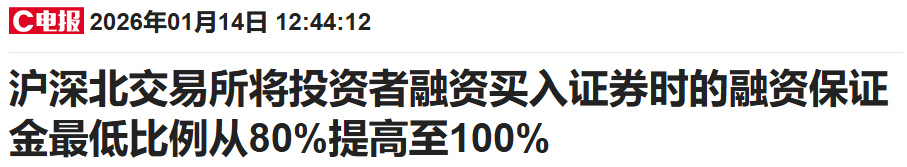 C电报 2026年01月14日 12:44:12
沪深北交易所将投资者融资买入证券时的融资保证
金最低比例从80%提高至100%